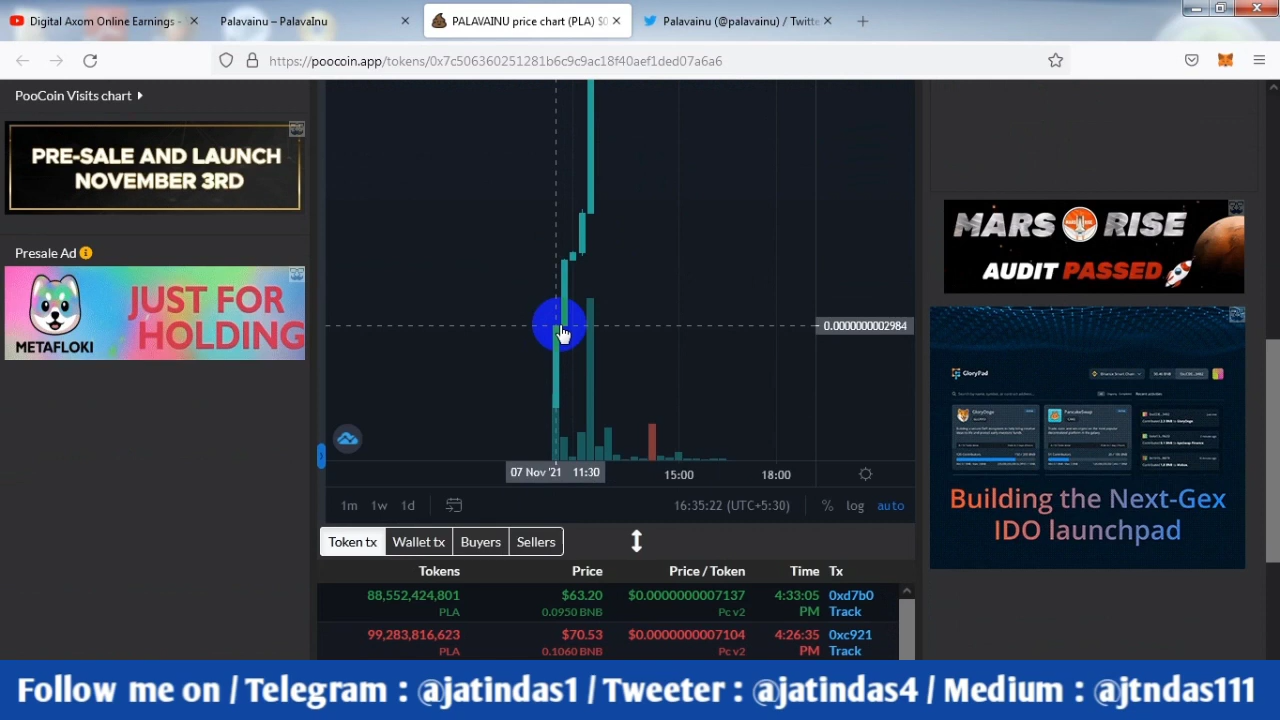 Digital Axom Online Earnings -
Palavainu – PalavaInu
PALAVAINU price chart (PLA) $0
Palavainu (@palavainu) / Twitte
https://poocoin.app/tokens/0x7c506360251281b6c9c9ac18f40aef1ded07a6a6
PooCoin Visits chart
PRE-SALE AND LAUNCH
NOVEMBER 3RD
Presale Ad
JUST FOR
HOLDING
METAFLOKI
0.0000000002984
07 Nov '21 11:30
15:00
18:00
1m 1w 1d
16:35:22 (UTC+5:30)
% log auto
Token tx Wallet tx Buyers Sellers
Tokens Price Price / Token Time Tx
88,552,424,801 $63.20 $0.0000000007137 4:33:05 0xd7b0
PLA 0.0950 BNB Pc v2 PM Track
99,283,816,623 $70.53 $0.0000000007104 4:26:35 0xc921
PLA 0.1060 BNB Pc v2 PM Track
MARS RISE
AUDIT PASSED
GloryPad
Building the Next-Gex
IDO launchpad
Follow me on / Telegram : @jatindas1 / Tweeter : @jatindas4 / Medium : @jtndas111